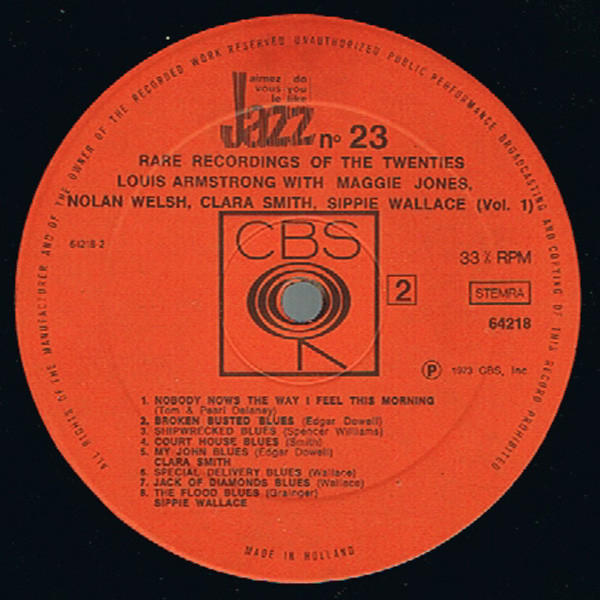 ALL RIGHTS OF THE MANUFACTURER AND OF THE OWNER OF THE RECORDED WORK RESERVED UNAUTHORIZED PUBLIC PERFORMANCE BROADCASTING AND COPYING OF THIS RECORD PROHIBITED
aimez do
vous you
le like
Jazz no 23
RARE RECORDINGS OF THE TWENTIES
LOUIS ARMSTRONG WITH MAGGIE JONES,
NOLAN WELSH, CLARA SMITH, SIPPIE WALLACE (Vol. 1)
64218-2
CBS
33⅓ RPM
2
STEMRA
64218
℗ 1973 CBS, Inc.
1. NOBODY NOWS THE WAY I FEEL THIS MORNING
(Tom & Pearl Delaney)
2. BROKEN BUSTED BLUES (Edgar Dowell)
3. SHIPWRECKED BLUES (Spencer Williams)
4. COURT HOUSE BLUES (Smith)
5. MY JOHN BLUES (Edgar Dowell)
CLARA SMITH
6. SPECIAL DELIVERY BLUES (Wallace)
7. JACK OF DIAMONDS BLUES (Wallace)
8. THE FLOOD BLUES (Grainger)
SIPPIE WALLACE
MADE IN HOLLAND